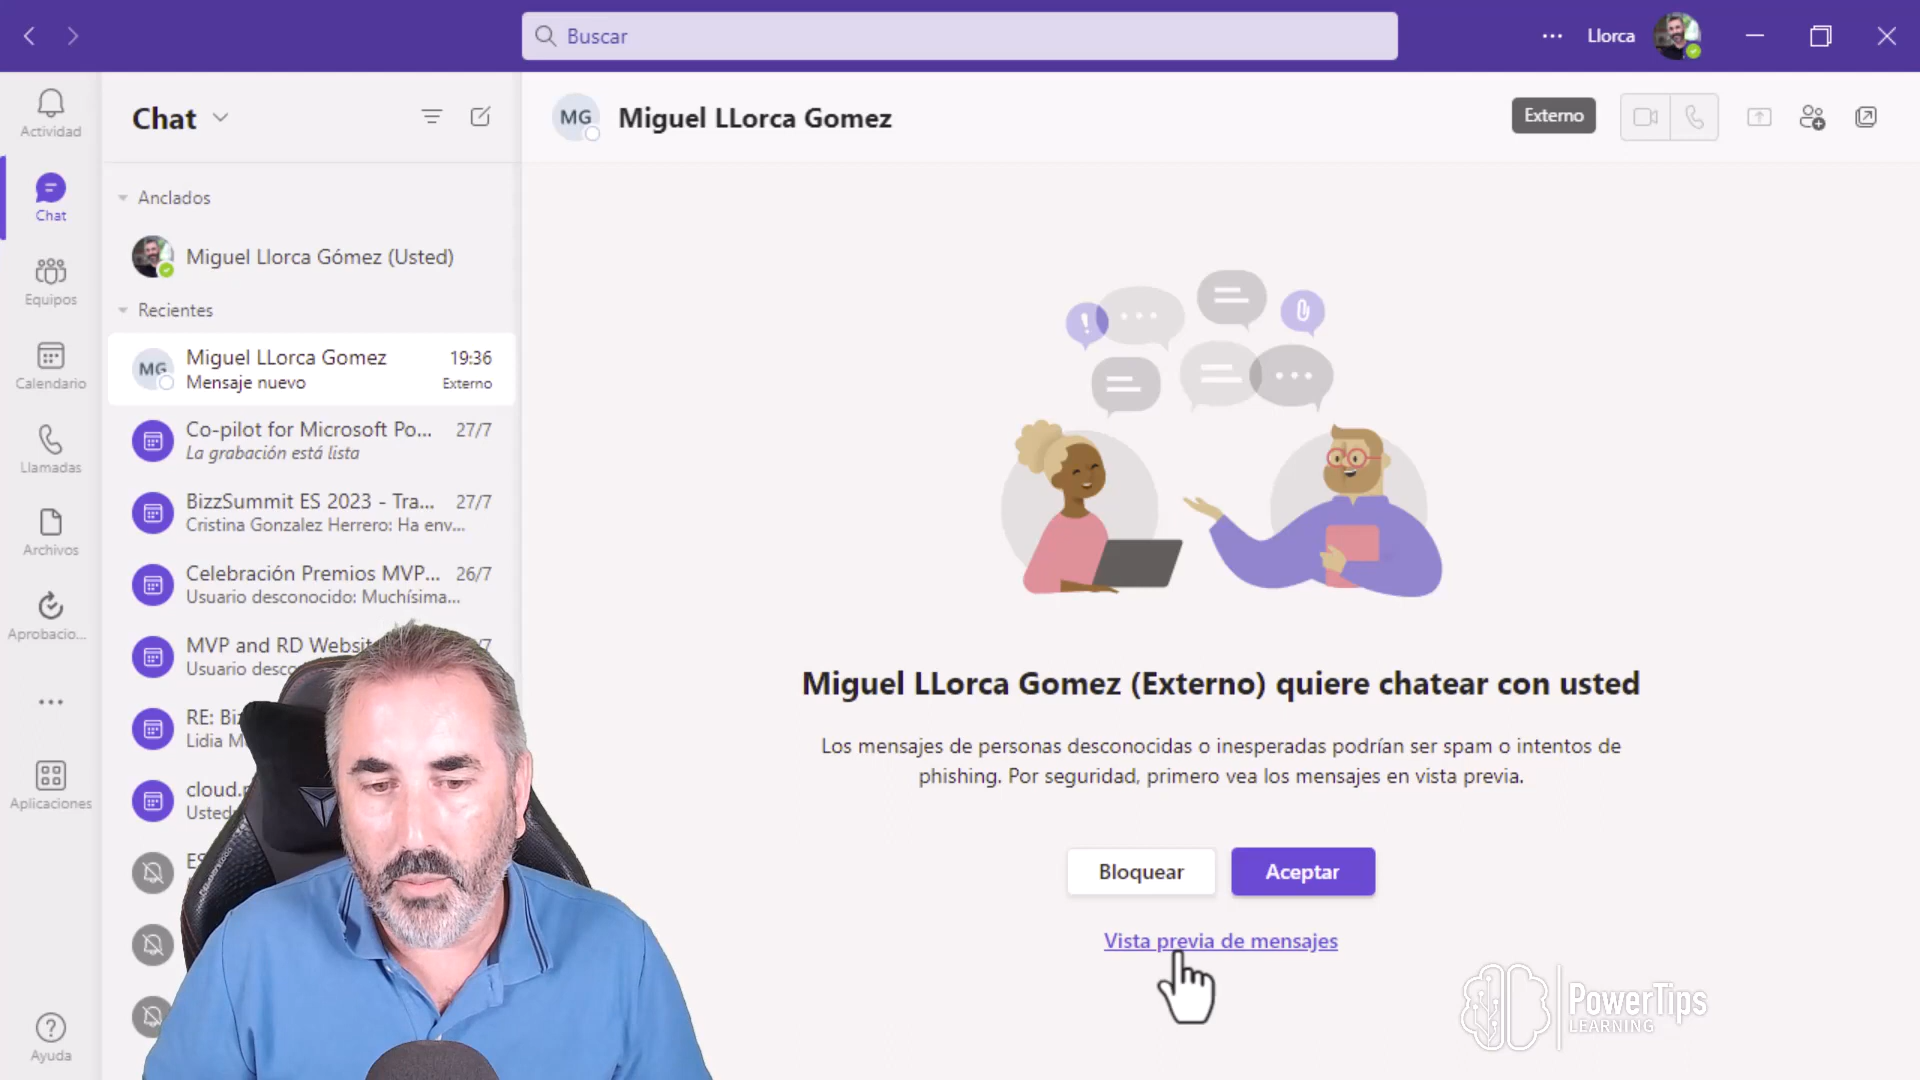 Buscar
Llorca
Actividad
Chat
Equipos
Calendario
Llamadas
Archivos
Aprobacio...
Aplicaciones
Ayuda
Chat
Anclados
Miguel Llorca Gómez (Usted)
Recientes
MG
Miguel LLorca Gomez 19:36
Mensaje nuevo Externo
Co-pilot for Microsoft Po... 27/7
La grabación está lista
BizzSummit ES 2023 - Tra... 27/7
Cristina Gonzalez Herrero: Ha env...
Celebración Premios MVP... 26/7
Usuario desconocido: Muchísima...
MVP and RD Websit
Usuario desco
RE: Biz
Lidia M
cloud.
Usted
ES
MG
Miguel LLorca Gomez
Externo
Miguel LLorca Gomez (Externo) quiere chatear con usted
Los mensajes de personas desconocidas o inesperadas podrían ser spam o intentos de
phishing. Por seguridad, primero vea los mensajes en vista previa.
Bloquear
Aceptar
Vista previa de mensajes
PowerTips
LEARNING